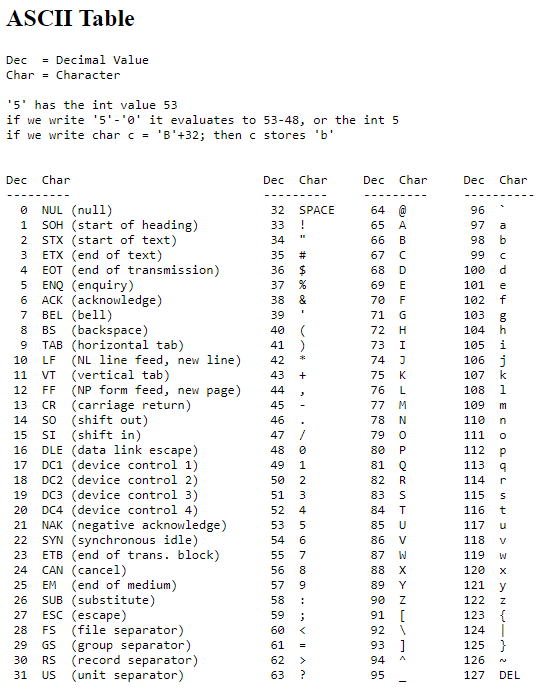 ASCII Table
Dec  = Decimal Value
Char = Character
'5' has the int value 53
if we write '5'-'0' it evaluates to 53-48, or the int 5
if we write char c = 'B'+32; then c stores 'b'
Dec  Char                           Dec  Char     Dec  Char     Dec  Char
---------                           ---------     ---------     ----------
  0  NUL (null)                      32  SPACE     64  @         96  `
  1  SOH (start of heading)          33  !         65  A         97  a
  2  STX (start of text)             34  "         66  B         98  b
  3  ETX (end of text)               35  #         67  C         99  c
  4  EOT (end of transmission)       36  $         68  D        100  d
  5  ENQ (enquiry)                   37  %         69  E        101  e
  6  ACK (acknowledge)               38  &         70  F        102  f
  7  BEL (bell)                      39  '         71  G        103  g
  8  BS  (backspace)                 40  (         72  H        104  h
  9  TAB (horizontal tab)            41  )         73  I        105  i
 10  LF  (NL line feed, new line)    42  *         74  J        106  j
 11  VT  (vertical tab)              43  +         75  K        107  k
 12  FF  (NP form feed, new page)    44  ,         76  L        108  l
 13  CR  (carriage return)           45  -         77  M        109  m
 14  SO  (shift out)                 46  .         78  N        110  n
 15  SI  (shift in)                  47  /         79  O        111  o
 16  DLE (data link escape)          48  0         80  P        112  p
 17  DC1 (device control 1)          49  1         81  Q        113  q
 18  DC2 (device control 2)          50  2         82  R        114  r
 19  DC3 (device control 3)          51  3         83  S        115  s
 20  DC4 (device control 4)          52  4         84  T        116  t
 21  NAK (negative acknowledge)      53  5         85  U        117  u
 22  SYN (synchronous idle)          54  6         86  V        118  v
 23  ETB (end of trans. block)       55  7         87  W        119  w
 24  CAN (cancel)                    56  8         88  X        120  x
 25  EM  (end of medium)             57  9         89  Y        121  y
 26  SUB (substitute)                58  :         90  Z        122  z
 27  ESC (escape)                    59  ;         91  [        123  {
 28  FS  (file separator)            60  <         92  \        124  |
 29  GS  (group separator)           61  =         93  ]        125  }
 30  RS  (record separator)          62  >         94  ^        126  ~
 31  US  (unit separator)            63  ?         95  _        127  DEL